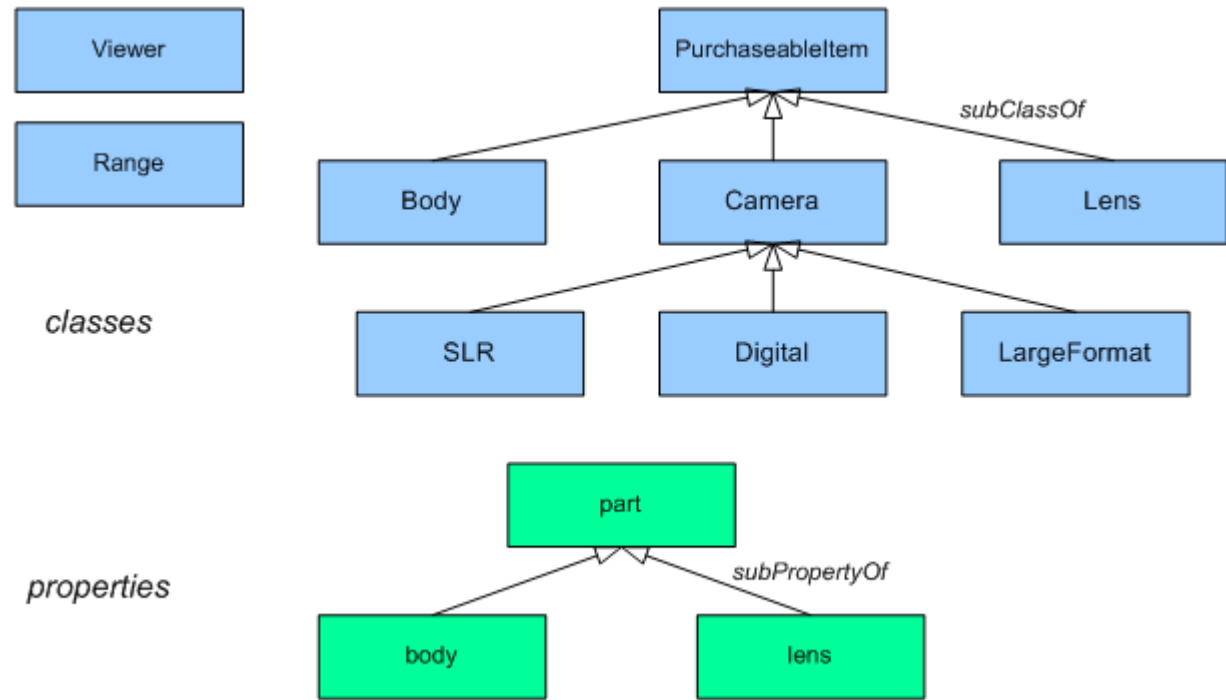 Viewer
PurchaseableItem
subClassOf
Range
Body
Camera
Lens
classes
SLR
Digital
LargeFormat
part
properties
subPropertyOf
body
lens